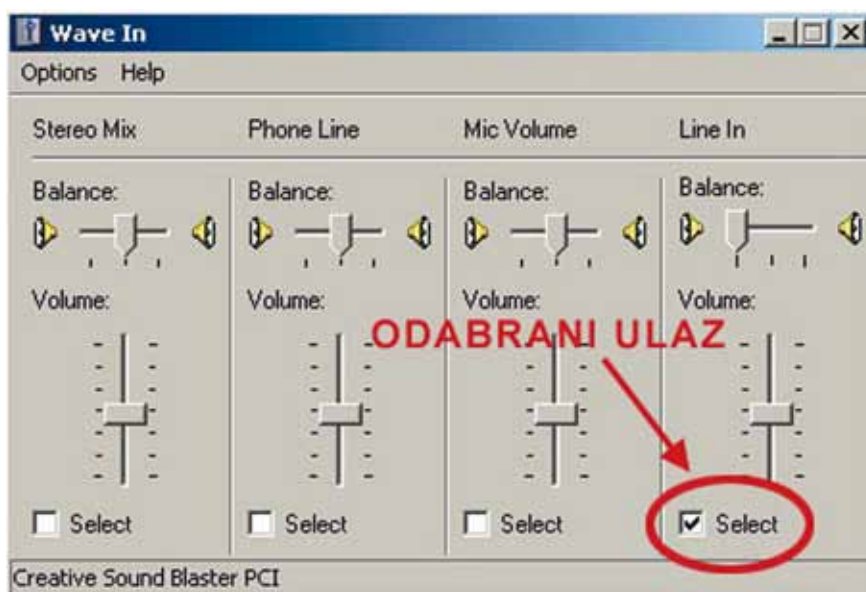 Wave In
Options Help
Stereo Mix Phone Line Mic Volume Line In
Balance: Balance: Balance: Balance:
Volume: Volume: Volume: Volume:
ODABRANI ULAZ
Select Select Select Select
Creative Sound Blaster PCI